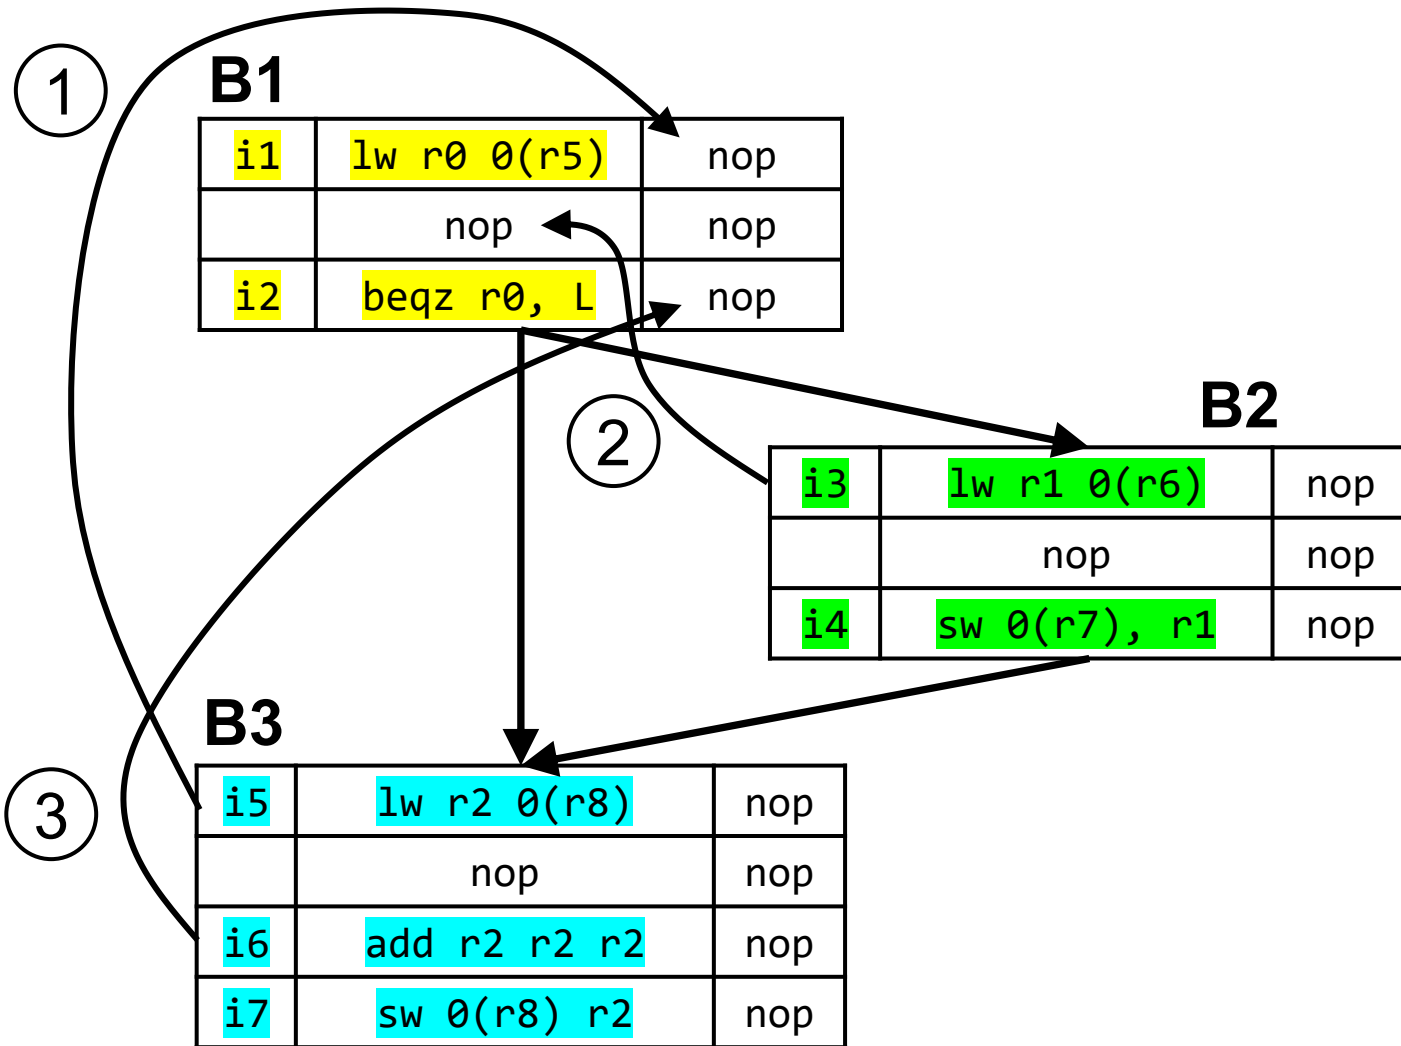 1
B1
i1 lw r0 0(r5) nop
nop nop
i2 beqz r0, L nop
2
B2
i3 lw r1 0(r6) nop
nop nop
i4 sw 0(r7), r1 nop
3
B3
i5 lw r2 0(r8) nop
nop nop
i6 add r2 r2 r2 nop
i7 sw 0(r8) r2 nop